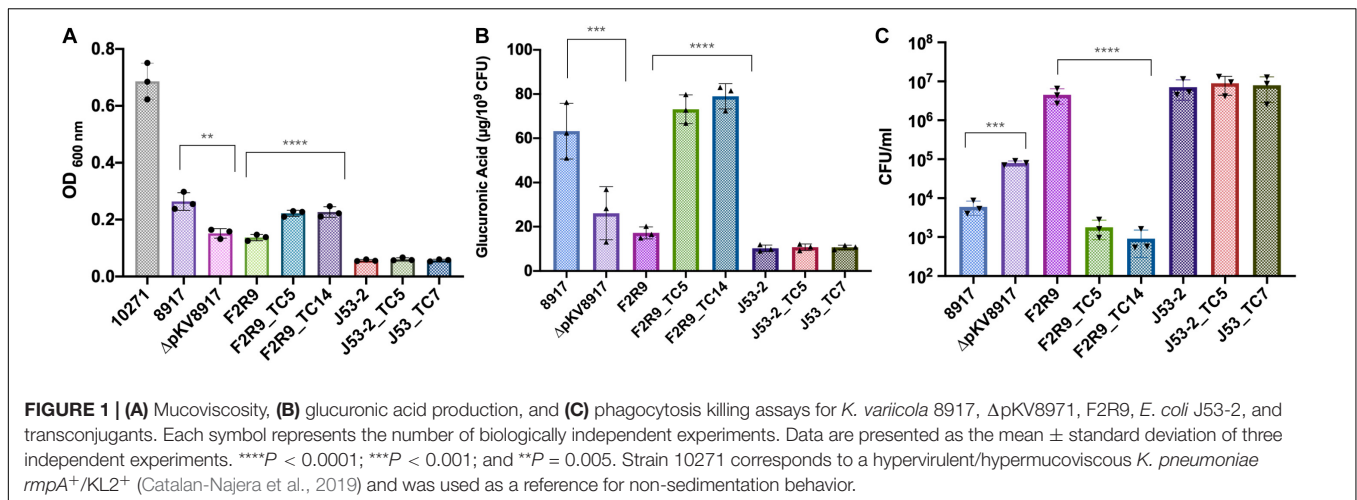 A
OD 600 nm
0.8
0.6
0.4
0.2
0.0
**
****
10271
8917
ΔpKV8917
F2R9
F2R9_TC5
F2R9_TC14
J53-2
J53-2_TC5
J53_TC7
B
Glucuronic Acid (µg/10⁹ CFU)
100
80
60
40
20
0
***
****
8917
ΔpKV8917
F2R9
F2R9_TC5
F2R9_TC14
J53-2
J53-2_TC5
J53_TC7
C
CFU/ml
10⁸
10⁷
10⁶
10⁵
10⁴
10³
10²
***
****
8917
ΔpKV8917
F2R9
F2R9_TC5
F2R9_TC14
J53-2
J53-2_TC5
J53_TC7
FIGURE 1 | (A) Mucoviscosity, (B) glucuronic acid production, and (C) phagocytosis killing assays for K. variicola 8917, ΔpKV8971, F2R9, E. coli J53-2, and
transconjugants. Each symbol represents the number of biologically independent experiments. Data are presented as the mean ± standard deviation of three
independent experiments. ****P < 0.0001; ***P < 0.001; and **P = 0.005. Strain 10271 corresponds to a hypervirulent/hypermucoviscous K. pneumoniae
rmpA⁺/KL2⁺ (Catalan-Najera et al., 2019) and was used as a reference for non-sedimentation behavior.